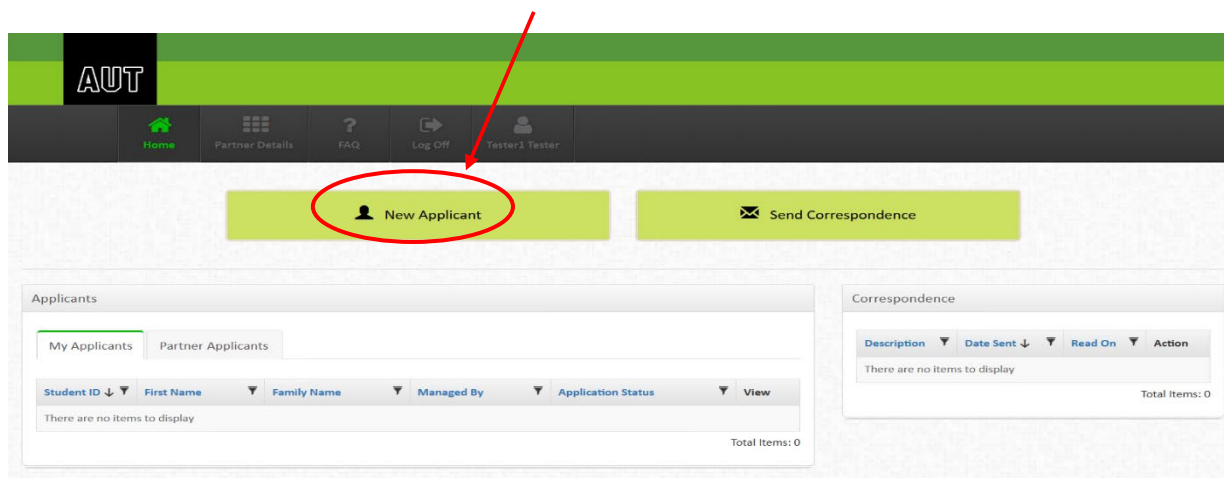 AUT
Home Partner Details FAQ Log Off Tester1 Tester
New Applicant Send Correspondence
Applicants
My Applicants Partner Applicants
Student ID First Name Family Name Managed By Application Status View
There are no items to display
Total Items: 0
Correspondence
Description Date Sent Read On Action
There are no items to display
Total Items: 0